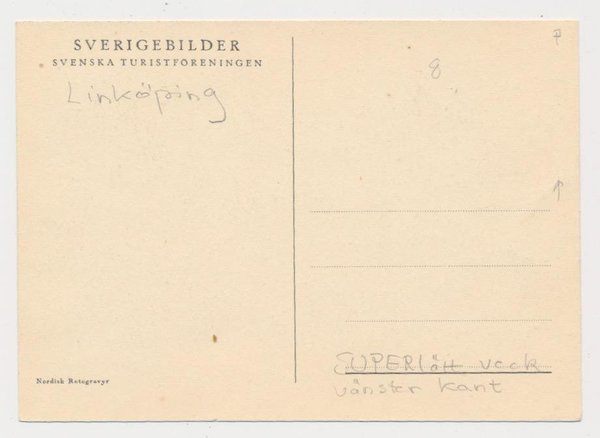 SVERIGEBILDER
SVENSKA TURISTFÖRENINGEN
Linköping
P
8
SUPERlätt veck
vänster kant
Nordisk Rotogravyr